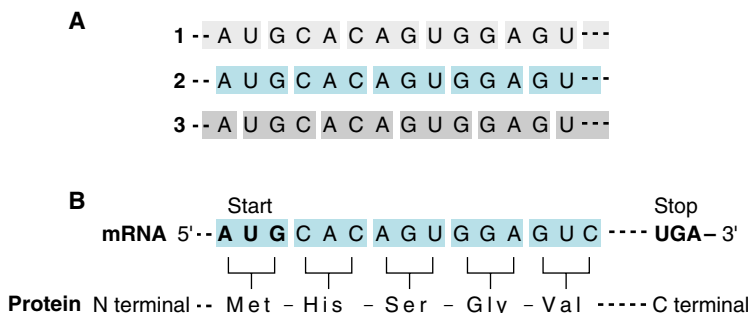 A
1 -- A U G C A C A G U G G A G U ---
2 -- A U G C A C A G U G G A G U ---
3 -- A U G C A C A G U G G A G U ---
B
Start Stop
mRNA 5' -- A U G C A C A G U G G A G U C ---- UGA – 3'
Protein N terminal -- Met – His – Ser – Gly – Val ----- C terminal